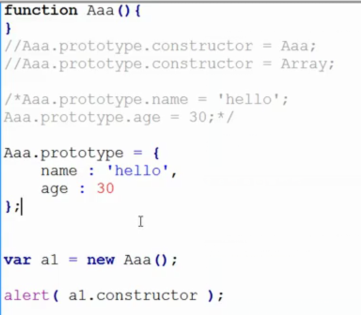 function Aaa(){
}
//Aaa.prototype.constructor = Aaa;
//Aaa.prototype.constructor = Array;
/*Aaa.prototype.name = 'hello';
Aaa.prototype.age = 30;*/
Aaa.prototype = {
name : 'hello',
age : 30
};
var a1 = new Aaa();
alert( a1.constructor );